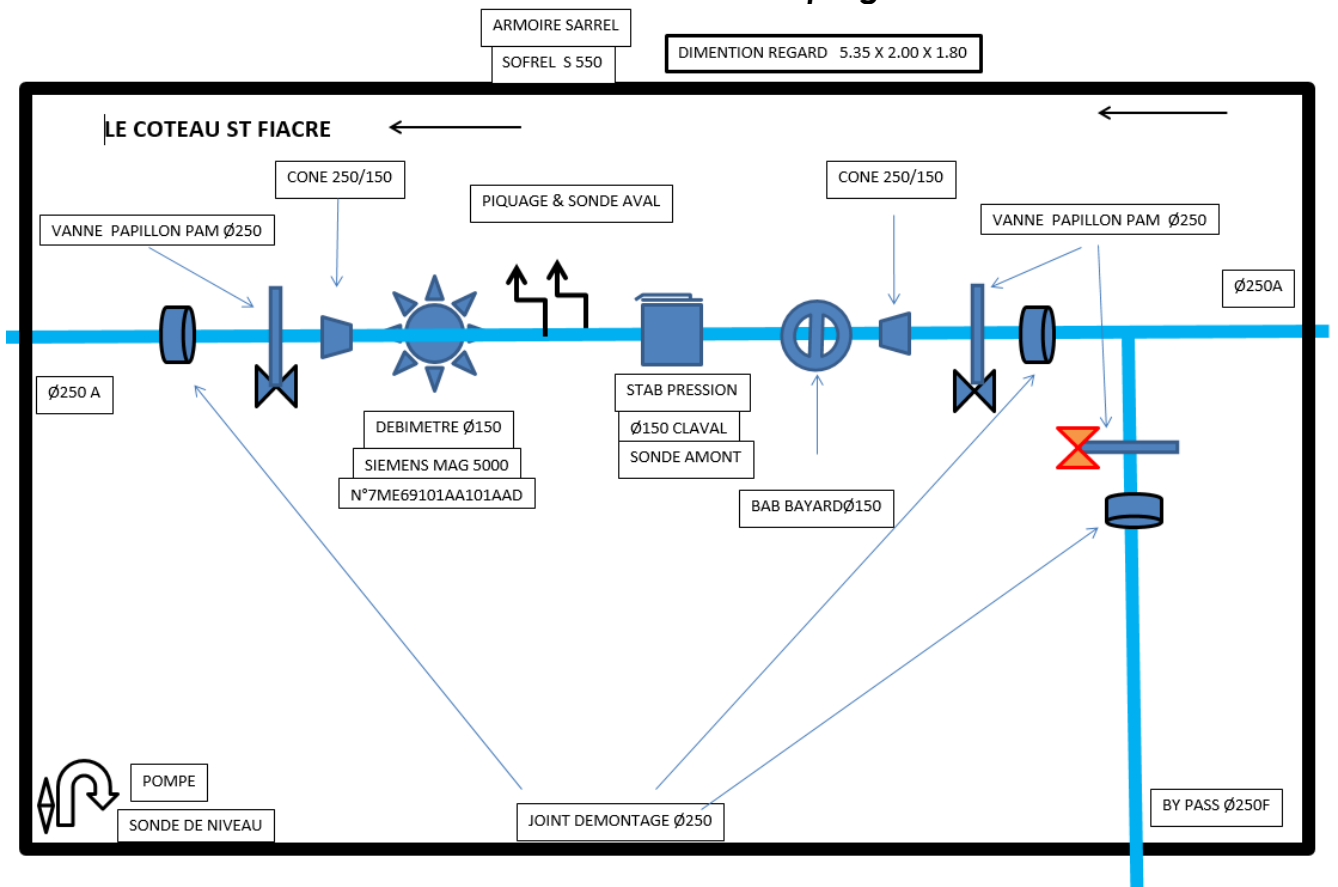 ARMOIRE SARREL
SOFREL S 550
DIMENTION REGARD 5.35 X 2.00 X 1.80
LE COTEAU ST FIACRE
CONE 250/150
PIQUAGE & SONDE AVAL
CONE 250/150
VANNE PAPILLON PAM Ø250
VANNE PAPILLON PAM Ø250
Ø250A
Ø250 A
STAB PRESSION
Ø150 CLAVAL
SONDE AMONT
DEBIMETRE Ø150
SIEMENS MAG 5000
N°7ME69101AA101AAD
BAB BAYARDØ150
POMPE
SONDE DE NIVEAU
JOINT DEMONTAGE Ø250
BY PASS Ø250F